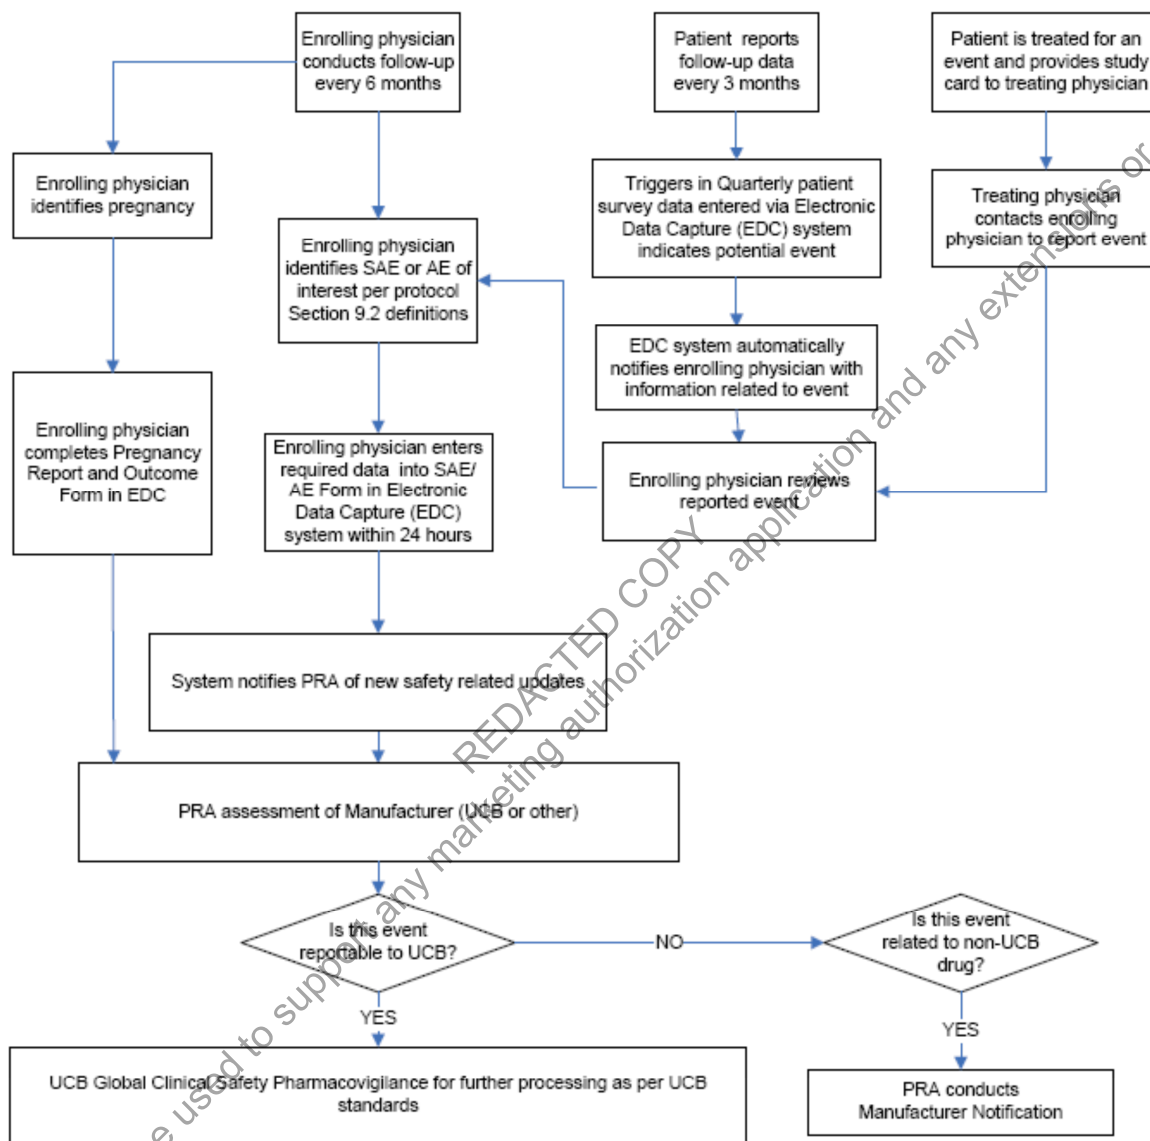 Enrolling physician
conducts follow-up
every 6 months
Patient reports
follow-up data
every 3 months
Patient is treated for an
event and provides study
card to treating physician
Enrolling physician
identifies pregnancy
Enrolling physician
identifies SAE or AE of
interest per protocol
Section 9.2 definitions
Triggers in Quarterly patient
survey data entered via Electronic
Data Capture (EDC) system
indicates potential event
Treating physician
contacts enrolling
physician to report event
EDC system automatically
notifies enrolling physician with
information related to event
Enrolling physician
completes Pregnancy
Report and Outcome
Form in EDC
Enrolling physician enters
required data into SAE/
AE Form in Electronic
Data Capture (EDC)
system within 24 hours
Enrolling physician reviews
reported event
System notifies PRA of new safety related updates
PRA assessment of Manufacturer (UCB or other)
Is this event
reportable to UCB?
NO
Is this event
related to non-UCB
drug?
YES
YES
UCB Global Clinical Safety Pharmacovigilance for further processing as per UCB
standards
PRA conducts
Manufacturer Notification
REDACTED COPY
e used to support any marketing authorization application and any extensions or